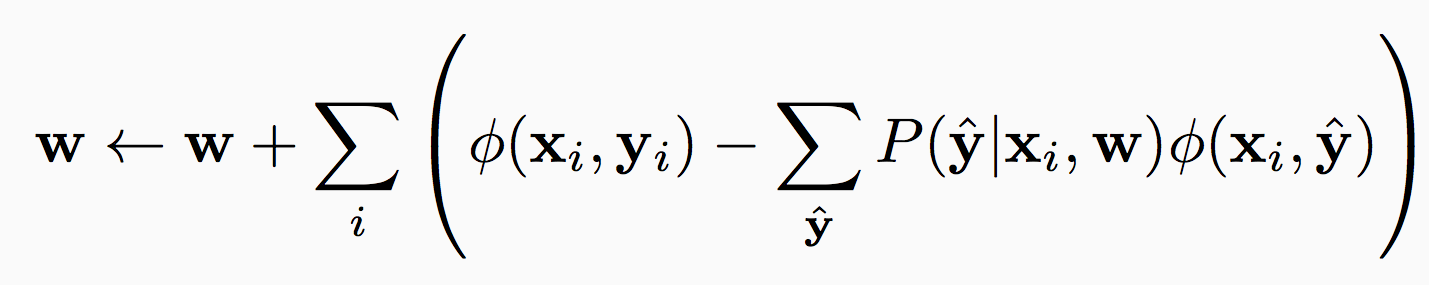 w ← w + ∑_i ( ϕ(x_i, y_i) − ∑_ŷ P(ŷ|x_i, w)ϕ(x_i, ŷ) )